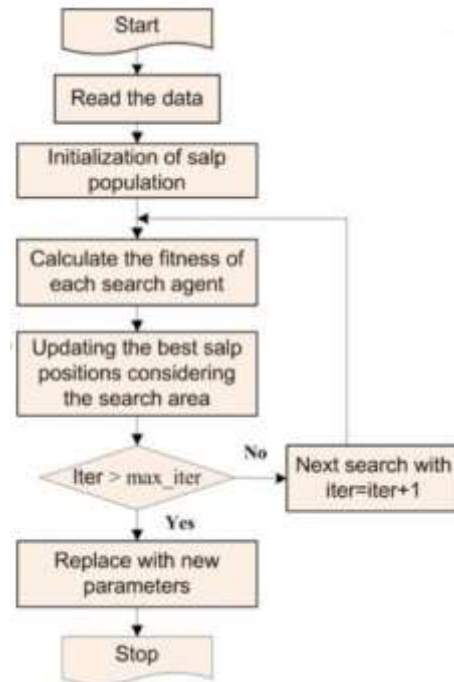 Start
Read the data
Initialization of salp
population
Calculate the fitness of
each search agent
Updating the best salp
positions considering
the search area
Iter > max_iter
No
Next search with
iter=iter+1
Yes
Replace with new
parameters
Stop